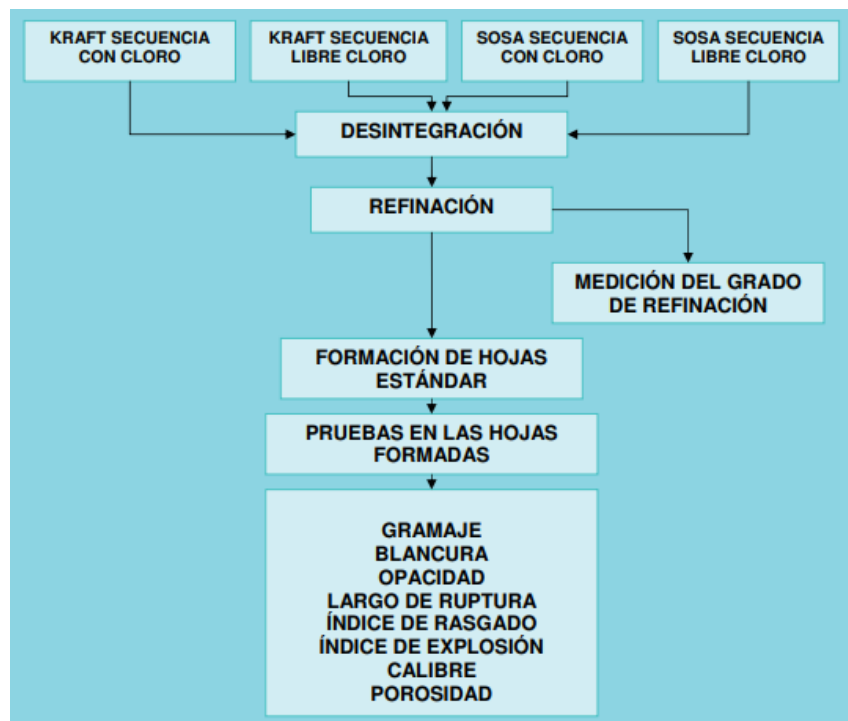 KRAFT SECUENCIA
CON CLORO
KRAFT SECUENCIA
LIBRE CLORO
SOSA SECUENCIA
CON CLORO
SOSA SECUENCIA
LIBRE CLORO
DESINTEGRACIÓN
REFINACIÓN
MEDICIÓN DEL GRADO
DE REFINACIÓN
FORMACIÓN DE HOJAS
ESTÁNDAR
PRUEBAS EN LAS HOJAS
FORMADAS
GRAMAJE
BLANCURA
OPACIDAD
LARGO DE RUPTURA
ÍNDICE DE RASGADO
ÍNDICE DE EXPLOSIÓN
CALIBRE
POROSIDAD